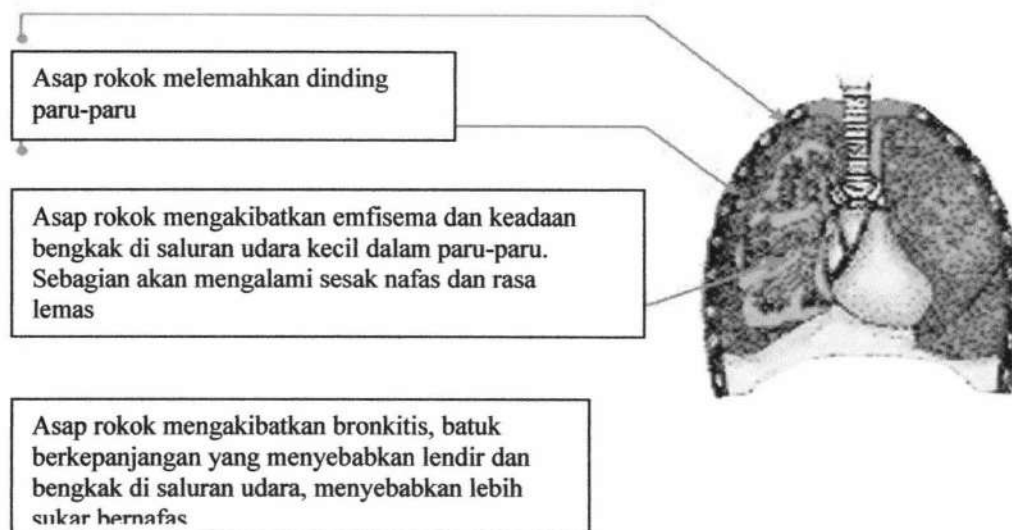 Asap rokok melemahkan dinding
paru-paru
Asap rokok mengakibatkan emfisema dan keadaan
bengkak di saluran udara kecil dalam paru-paru.
Sebagian akan mengalami sesak nafas dan rasa
lemas
Asap rokok mengakibatkan bronkitis, batuk
berkepanjangan yang menyebabkan lendir dan
bengkak di saluran udara, menyebabkan lebih
sukar bernafas